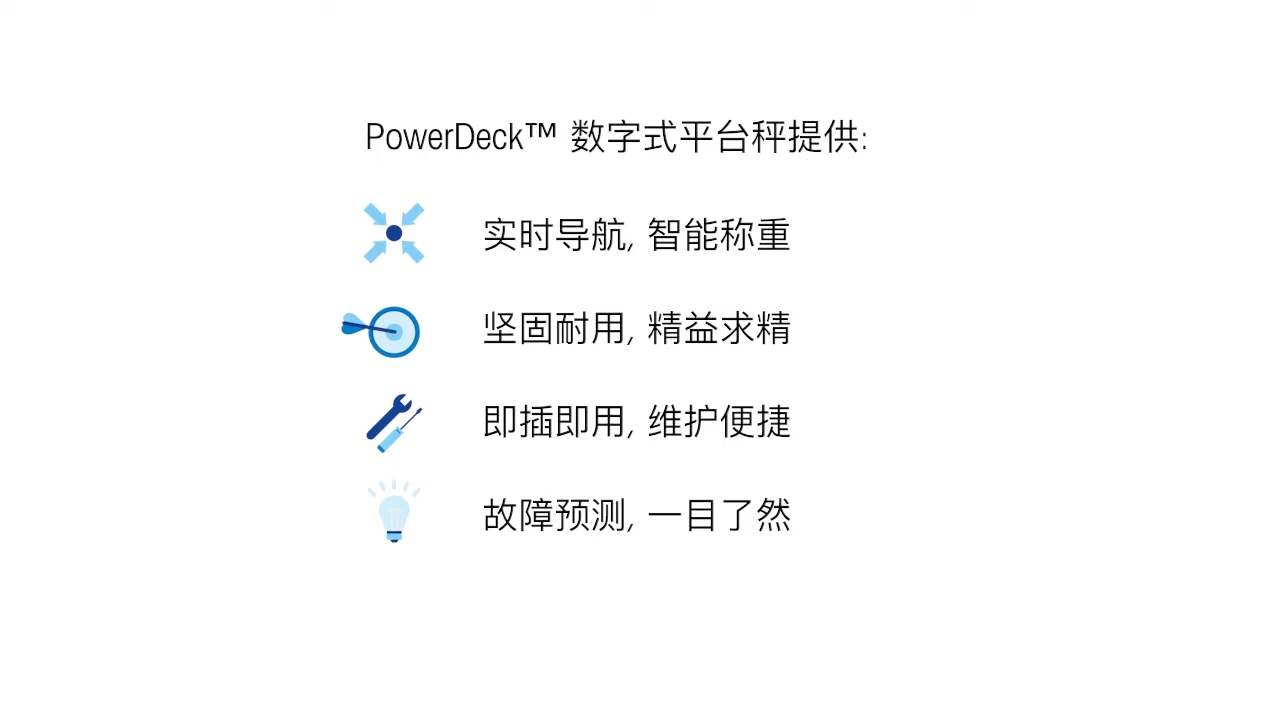 PowerDeck™ 数字式平台秤提供:
实时导航, 智能称重
坚固耐用, 精益求精
即插即用, 维护便捷
故障预测, 一目了然